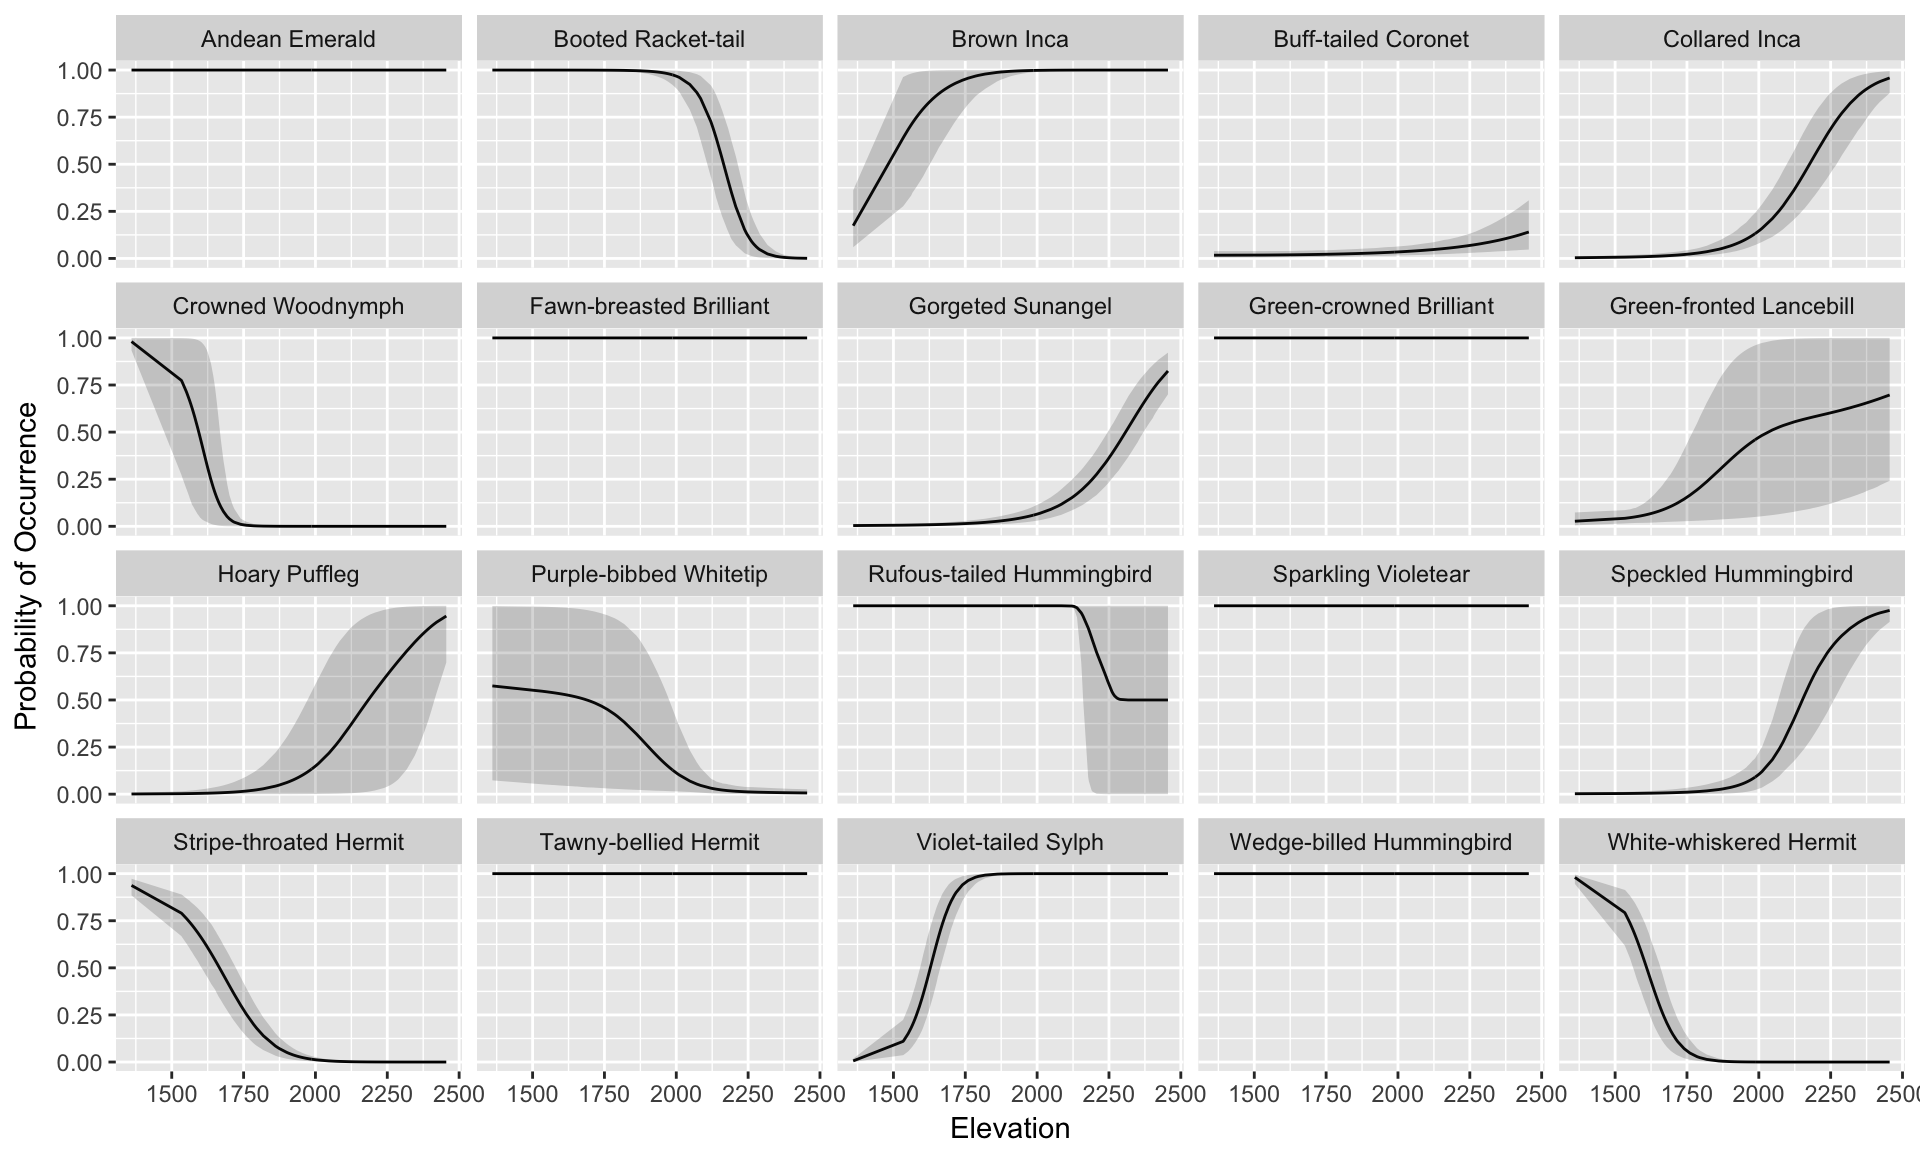 Andean Emerald Booted Racket-tail Brown Inca Buff-tailed Coronet Collared Inca
1.00
0.75
0.50
0.25
0.00
Crowned Woodnymph Fawn-breasted Brilliant Gorgeted Sunangel Green-crowned Brilliant Green-fronted Lancebill
1.00
0.75
0.50
0.25
0.00
Probability of Occurrence
Hoary Puffleg Purple-bibbed Whitetip Rufous-tailed Hummingbird Sparkling Violetear Speckled Hummingbird
1.00
0.75
0.50
0.25
0.00
Stripe-throated Hermit Tawny-bellied Hermit Violet-tailed Sylph Wedge-billed Hummingbird White-whiskered Hermit
1.00
0.75
0.50
0.25
0.00
1500 1750 2000 2250 2500 1500 1750 2000 2250 2500 1500 1750 2000 2250 2500 1500 1750 2000 2250 2500 1500 1750 2000 2250 2500
Elevation